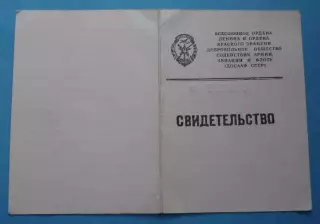 ВСЕСОЮЗНОЕ ОРДЕНА
ЛЕНИНА И ОРДЕНА
КРАСНОГО ЗНАМЕНИ
ДОБРОВОЛЬНОЕ ОБЩЕСТВО
СОДЕЙСТВИЯ АРМИИ,
АВИАЦИИ И ФЛОТУ
(ДОСААФ СССР)
СВИДЕТЕЛЬСТВО